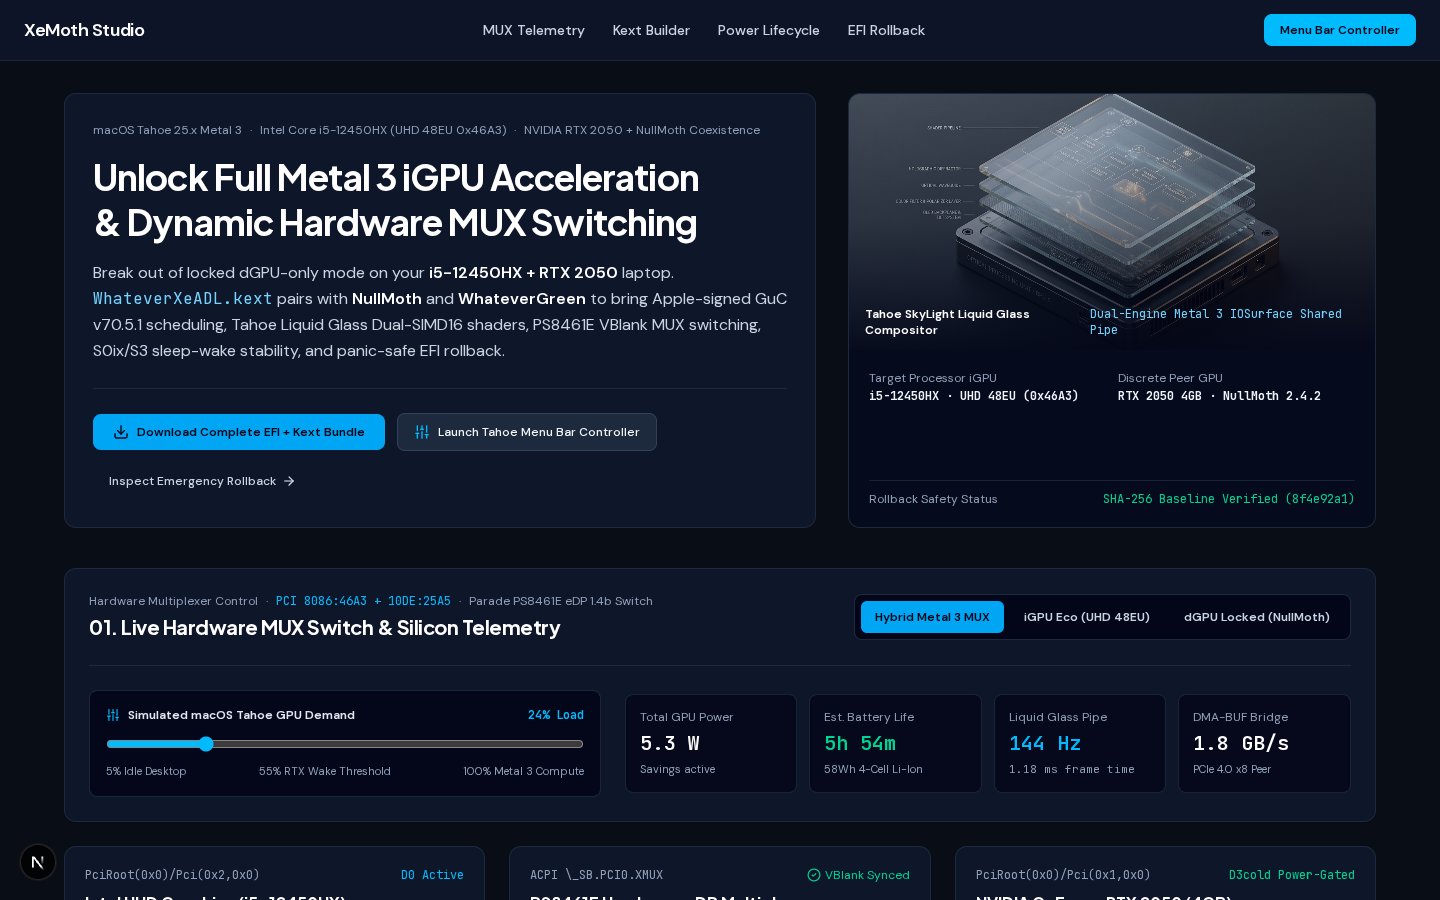 XeMoth Studio
MUX Telemetry
Kext Builder
Power Lifecycle
EFI Rollback
Menu Bar Controller
macOS Tahoe 25.x Metal 3 · Intel Core i5-12450HX (UHD 48EU 0x46A3) · NVIDIA RTX 2050 + NullMoth Coexistence
Unlock Full Metal 3 iGPU Acceleration
& Dynamic Hardware MUX Switching
Break out of locked dGPU-only mode on your i5-12450HX + RTX 2050 laptop.
WhateverXeADL.kext pairs with NullMoth and WhateverGreen to bring Apple-signed GuC
v70.5.1 scheduling, Tahoe Liquid Glass Dual-SIMD16 shaders, PS8461E VBlank MUX switching,
S0ix/S3 sleep-wake stability, and panic-safe EFI rollback.
Download Complete EFI + Kext Bundle
Launch Tahoe Menu Bar Controller
Inspect Emergency Rollback →
SHADER PIPELINE
Tahoe SkyLight Liquid Glass
Compositor
Dual-Engine Metal 3 IOSurface Shared
Pipe
Target Processor iGPU
i5-12450HX · UHD 48EU (0x46A3)
Discrete Peer GPU
RTX 2050 4GB · NullMoth 2.4.2
Rollback Safety Status
SHA-256 Baseline Verified (8f4e92a1)
Hardware Multiplexer Control · PCI 8086:46A3 + 10DE:25A5 · Parade PS8461E eDP 1.4b Switch
01. Live Hardware MUX Switch & Silicon Telemetry
Hybrid Metal 3 MUX
iGPU Eco (UHD 48EU)
dGPU Locked (NullMoth)
Simulated macOS Tahoe GPU Demand
24% Load
5% Idle Desktop
55% RTX Wake Threshold
100% Metal 3 Compute
Total GPU Power
5.3 W
Savings active
Est. Battery Life
5h 54m
58Wh 4-Cell Li-Ion
Liquid Glass Pipe
144 Hz
1.18 ms frame time
DMA-BUF Bridge
1.8 GB/s
PCIe 4.0 x8 Peer
N
PciRoot(0x0)/Pci(0x2,0x0)
D0 Active
ACPI \_SB.PCI0.XMUX
VBlank Synced
PciRoot(0x0)/Pci(0x1,0x0)
D3cold Power-Gated